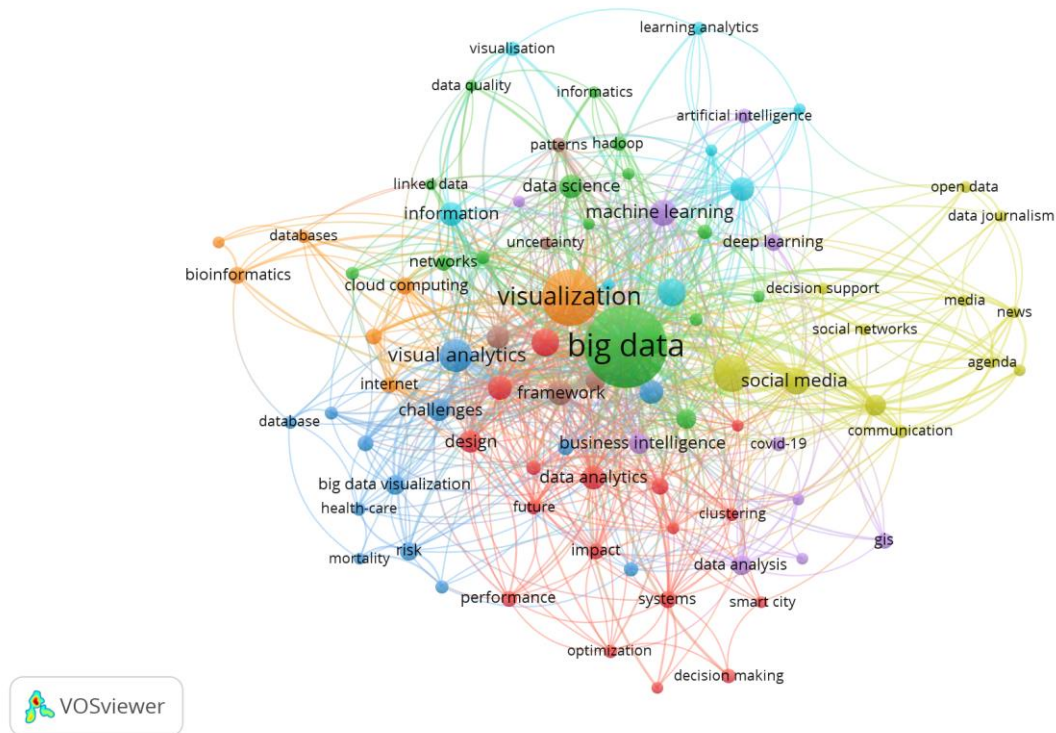 learning analytics
visualisation
data quality
informatics
artificial intelligence
patterns
hadoop
linked data
data science
open data
information
machine learning
data journalism
databases
uncertainty
deep learning
networks
bioinformatics
cloud computing
decision support
visualization
media
news
social networks
big data
visual analytics
agenda
internet
social media
framework
challenges
database
design
business intelligence
covid-19
communication
data analytics
big data visualization
health-care
future
clustering
gis
risk
impact
mortality
data analysis
performance
systems
smart city
optimization
decision making
VOSviewer